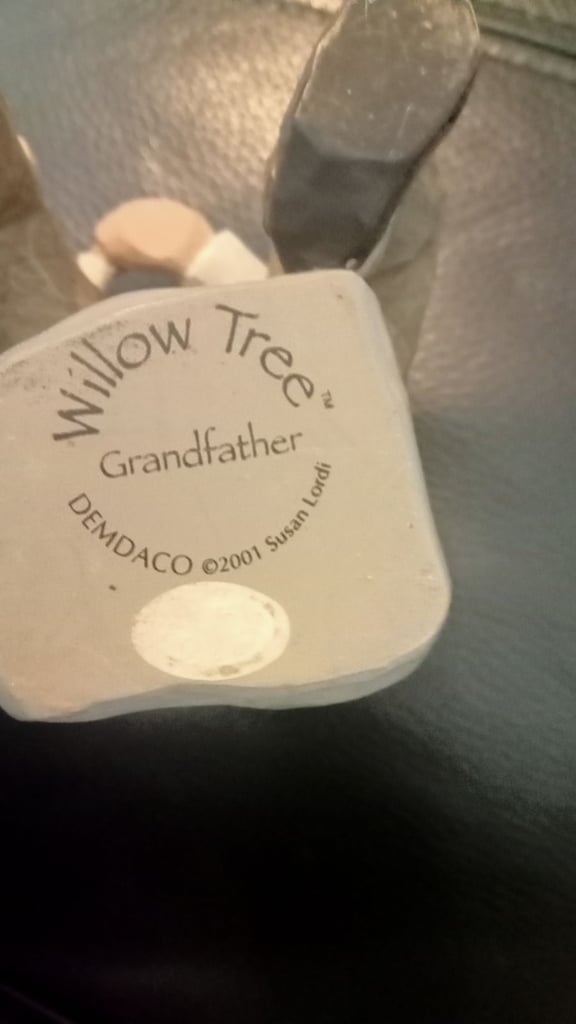 Willow Tree™
Grandfather
DEMDACO ©2001 Susan Lordi